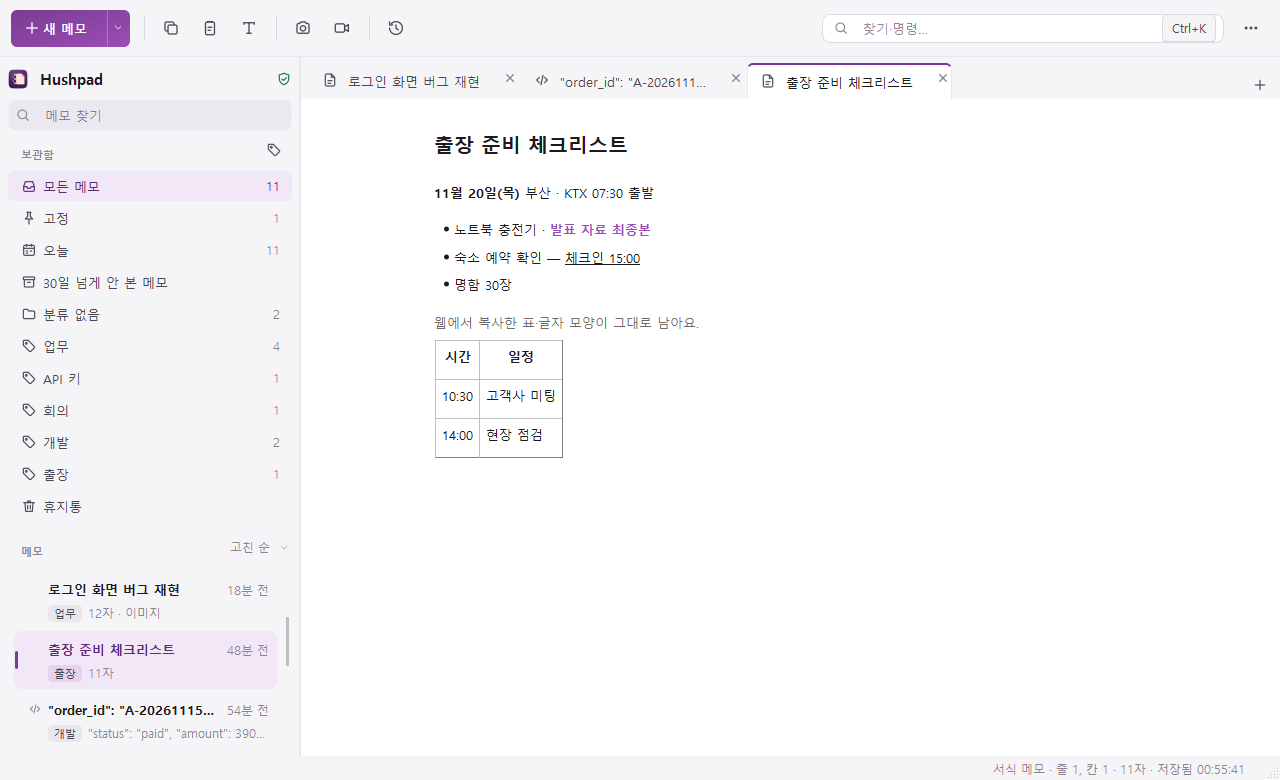 새 메모
찾기·명령...
Ctrl+K
Hushpad
메모 찾기
보관함
모든 메모 11
고정 1
오늘 11
30일 넘게 안 본 메모
분류 없음 2
업무 4
API 키 1
회의 1
개발 2
출장 1
휴지통
메모
고친 순
로그인 화면 버그 재현 18분 전
업무 12자 · 이미지
출장 준비 체크리스트 48분 전
출장 11자
"order_id": "A-20261115... 54분 전
개발 "status": "paid", "amount": 390...
로그인 화면 버그 재현
"order_id": "A-2026111...
출장 준비 체크리스트
출장 준비 체크리스트
11월 20일(목) 부산 · KTX 07:30 출발
• 노트북 충전기 · 발표 자료 최종본
• 숙소 예약 확인 — 체크인 15:00
• 명함 30장
웹에서 복사한 표·글자 모양이 그대로 남아요.
시간 일정
10:30 고객사 미팅
14:00 현장 점검
서식 메모 · 줄 1, 칸 1 · 11자 · 저장됨 00:55:41